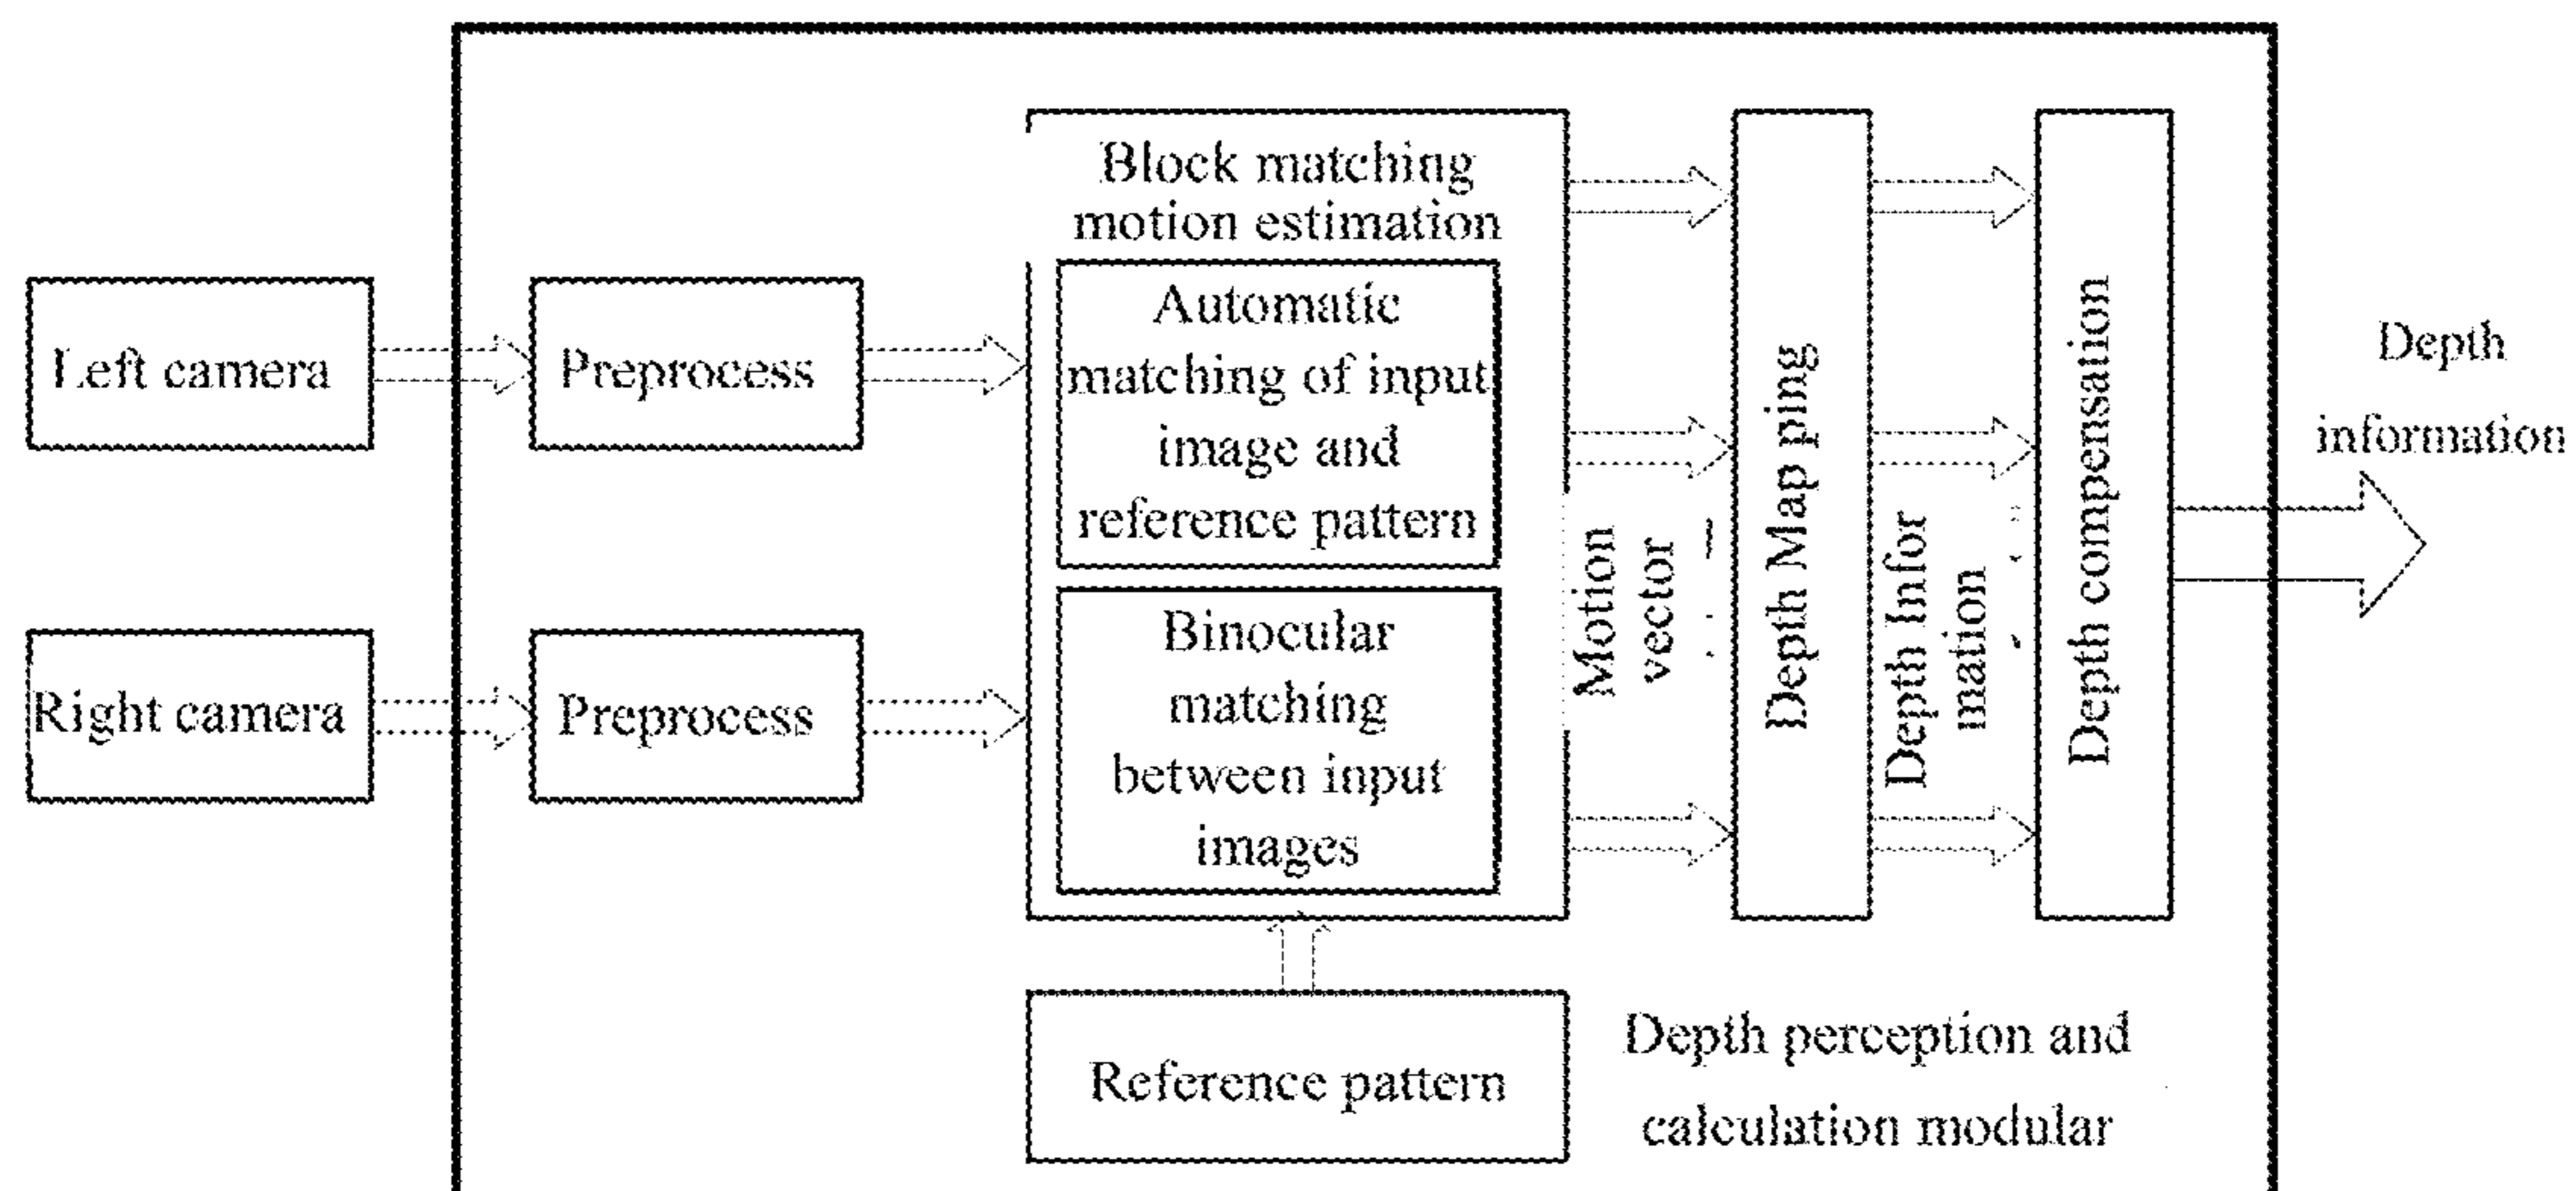 Block matching
motion estimation
Left camera
Preprocess
Automatic
matching of input
image and
reference pattern
Right camera
Preprocess
Binocular
matching
between input
images
Motion
vector
Depth Map ping
Depth Infor
mation
Depth compensation
Depth
information
Reference pattern
Depth perception and
calculation modular